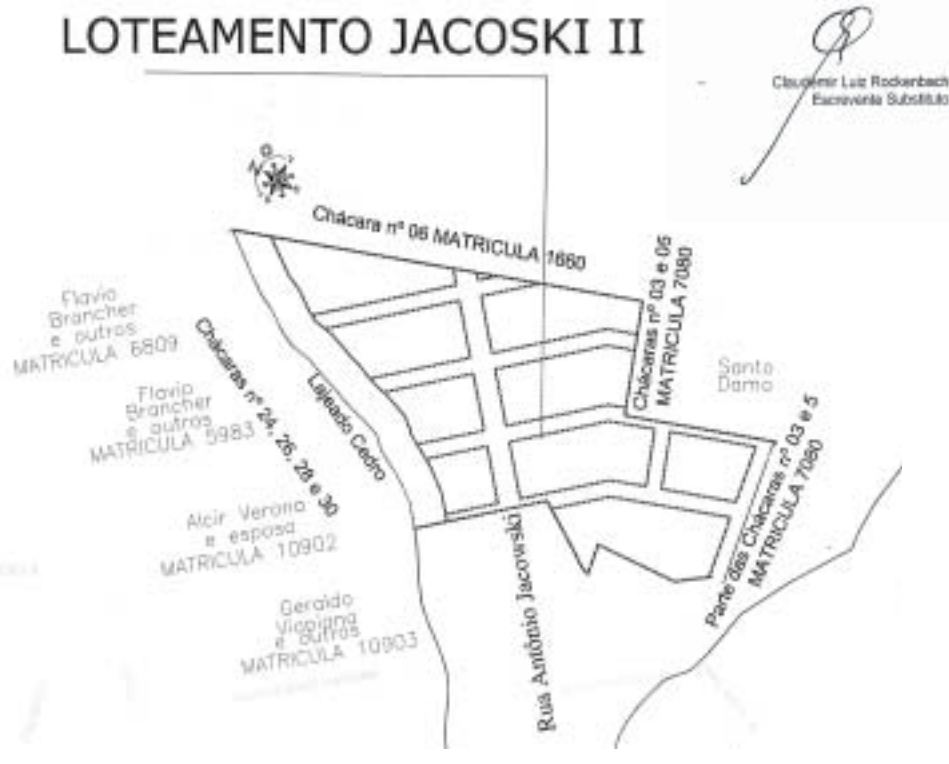 LOTEAMENTO JACOSKI II
Claudemir Luiz Rockenbach
Escrevente Substituto
N
O
Chácara nº 06 MATRICULA 1660
Chácaras nº 03 e 05
MATRICULA 7080
Flavio
Brancher
e outros
MATRICULA 6809
Santo
Damo
Flavio
Brancher
e outros
MATRICULA 5983
Chácaras nº 24, 26, 28 e 30
Lajeado Cedro
Parte das Chácaras nº 03 e 5
MATRICULA 7080
Alcir Verona
e esposa
MATRICULA 10902
Geraldo
Viapiana
e outros
MATRICULA 10903
Rua Antônio Jacowski